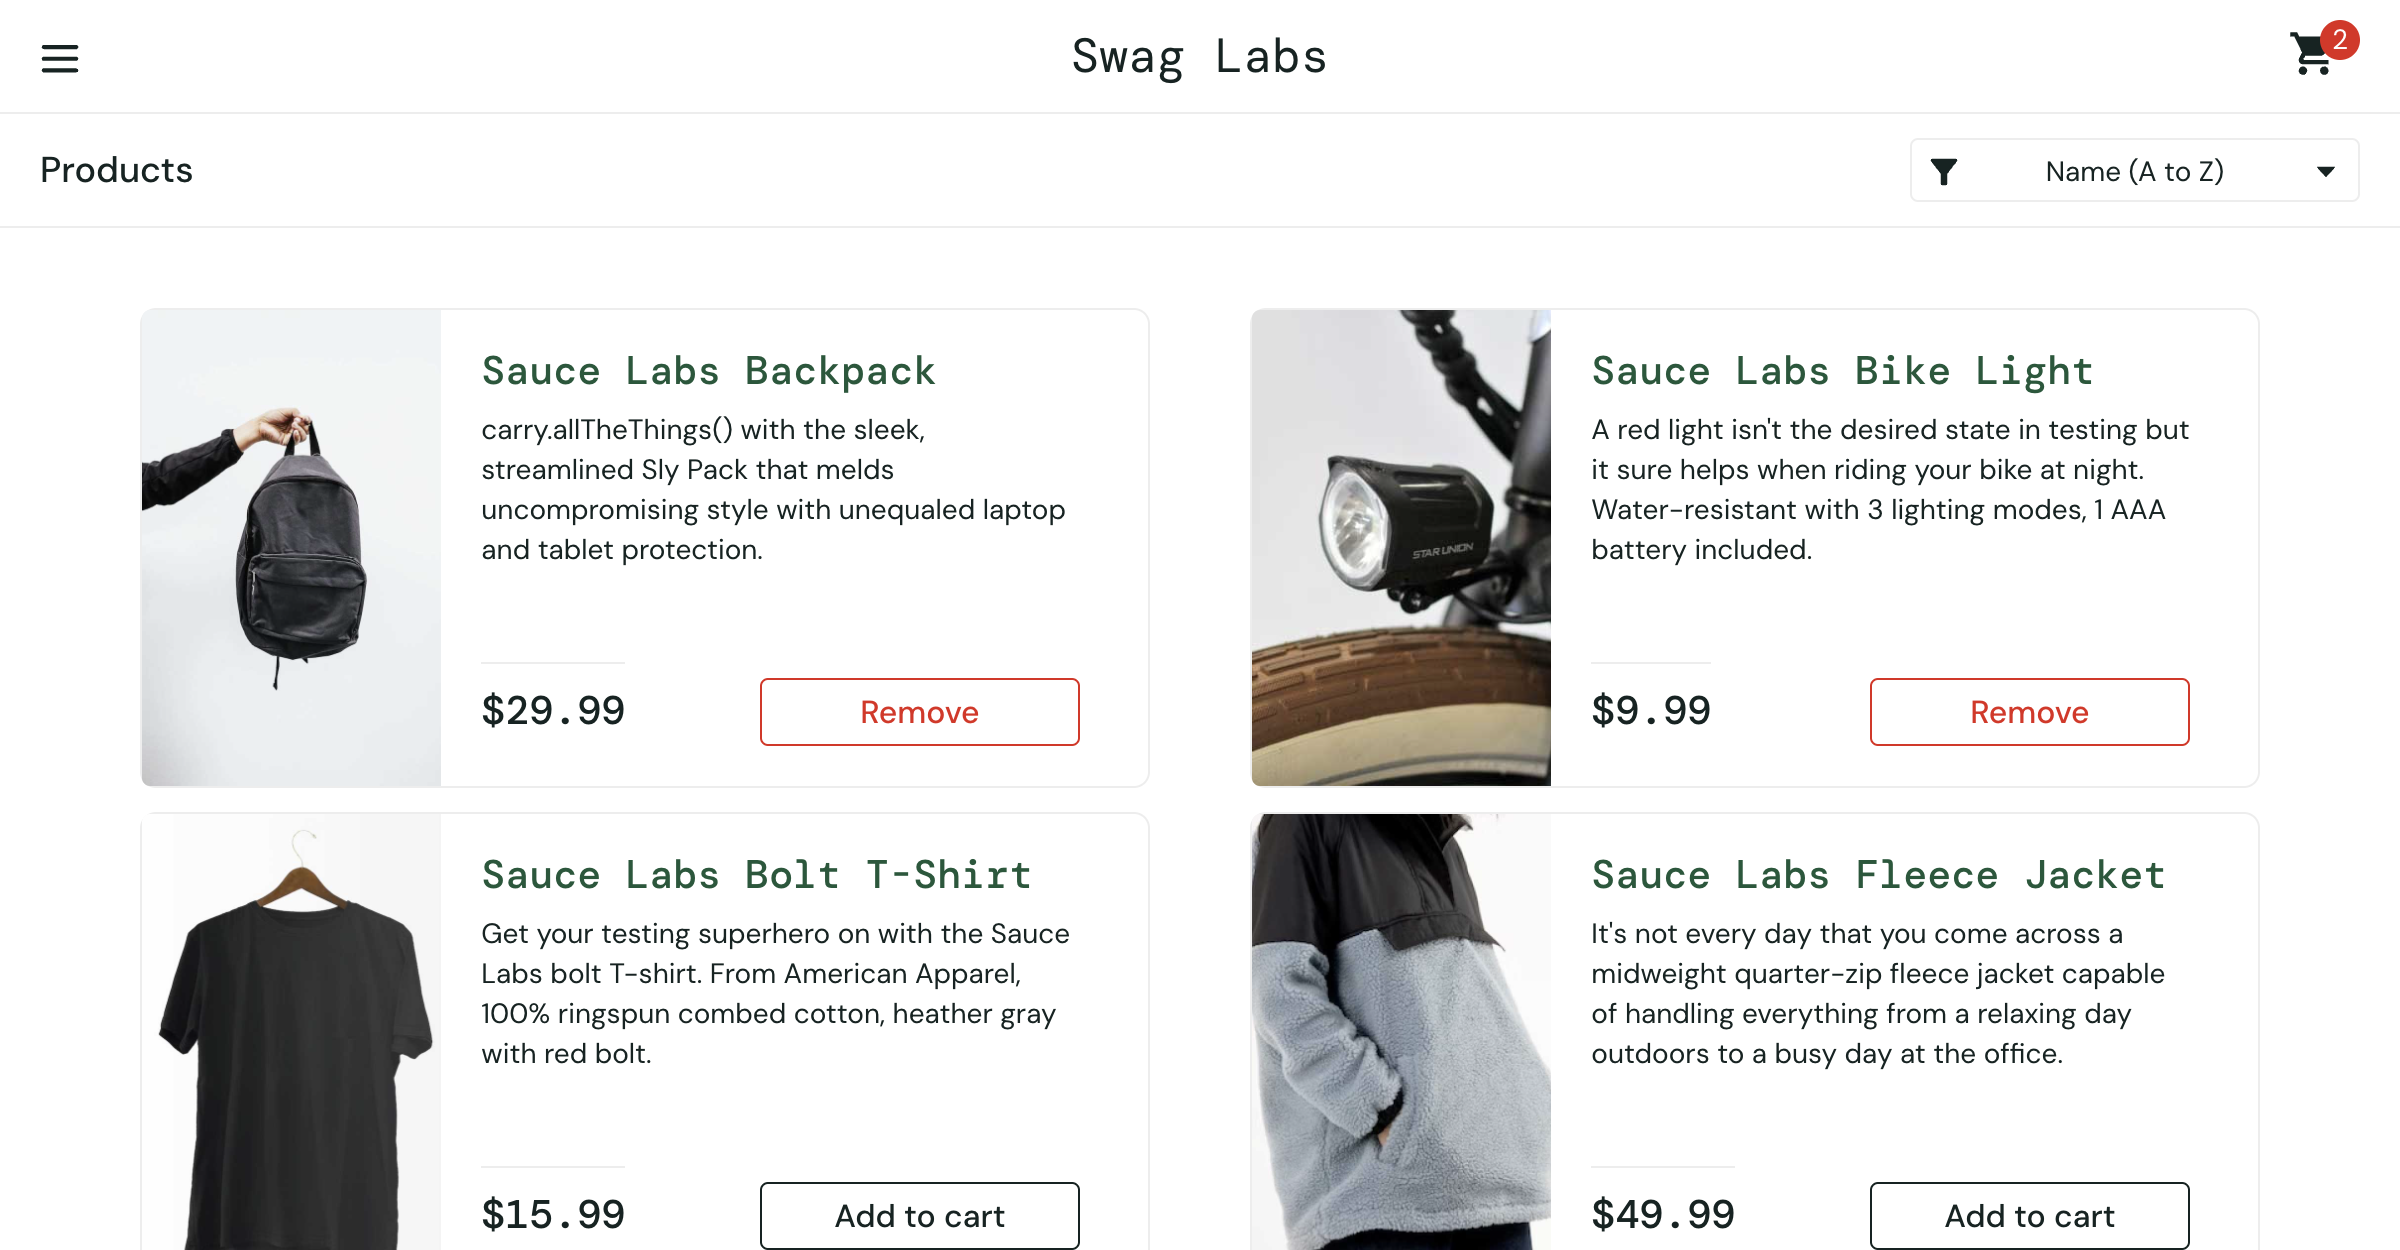 Swag Labs
2
Products
Name (A to Z)
Sauce Labs Backpack
carry.allTheThings() with the sleek,
streamlined Sly Pack that melds
uncompromising style with unequaled laptop
and tablet protection.
$29.99
Remove
Sauce Labs Bike Light
A red light isn't the desired state in testing but
it sure helps when riding your bike at night.
Water-resistant with 3 lighting modes, 1 AAA
battery included.
STAR UNION
$9.99
Remove
Sauce Labs Bolt T-Shirt
Get your testing superhero on with the Sauce
Labs bolt T-shirt. From American Apparel,
100% ringspun combed cotton, heather gray
with red bolt.
$15.99
Add to cart
Sauce Labs Fleece Jacket
It's not every day that you come across a
midweight quarter-zip fleece jacket capable
of handling everything from a relaxing day
outdoors to a busy day at the office.
$49.99
Add to cart